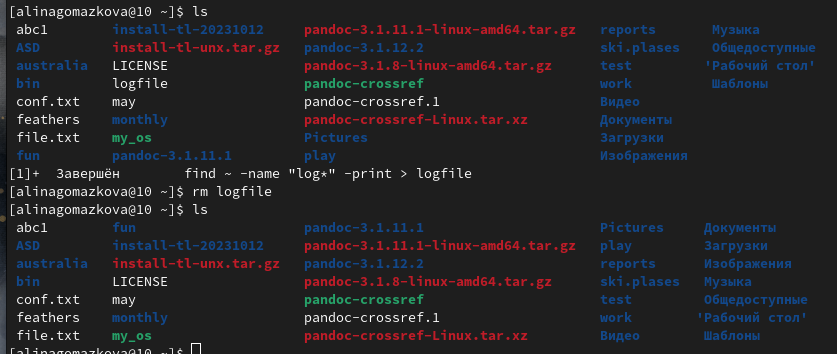 [alinagomazkova@10 ~]$ ls
abc1 install-tl-20231012 pandoc-3.1.11.1-linux-amd64.tar.gz reports Музыка
ASD install-tl-unx.tar.gz pandoc-3.1.12.2 ski.plases Общедоступные
australia LICENSE pandoc-3.1.8-linux-amd64.tar.gz test 'Рабочий стол'
bin logfile pandoc-crossref work Шаблоны
conf.txt may pandoc-crossref.1 Видео
feathers monthly pandoc-crossref-Linux.tar.xz Документы
file.txt my_os Pictures Загрузки
fun pandoc-3.1.11.1 play Изображения
[1]+ Завершён find ~ -name "log*" -print > logfile
[alinagomazkova@10 ~]$ rm logfile
[alinagomazkova@10 ~]$ ls
abc1 fun pandoc-3.1.11.1 Pictures Документы
ASD install-tl-20231012 pandoc-3.1.11.1-linux-amd64.tar.gz play Загрузки
australia install-tl-unx.tar.gz pandoc-3.1.12.2 reports Изображения
bin LICENSE pandoc-3.1.8-linux-amd64.tar.gz ski.plases Музыка
conf.txt may pandoc-crossref test Общедоступные
feathers monthly pandoc-crossref.1 work 'Рабочий стол'
file.txt my_os pandoc-crossref-Linux.tar.xz Видео Шаблоны
[alinagomazkova@10 ~]$